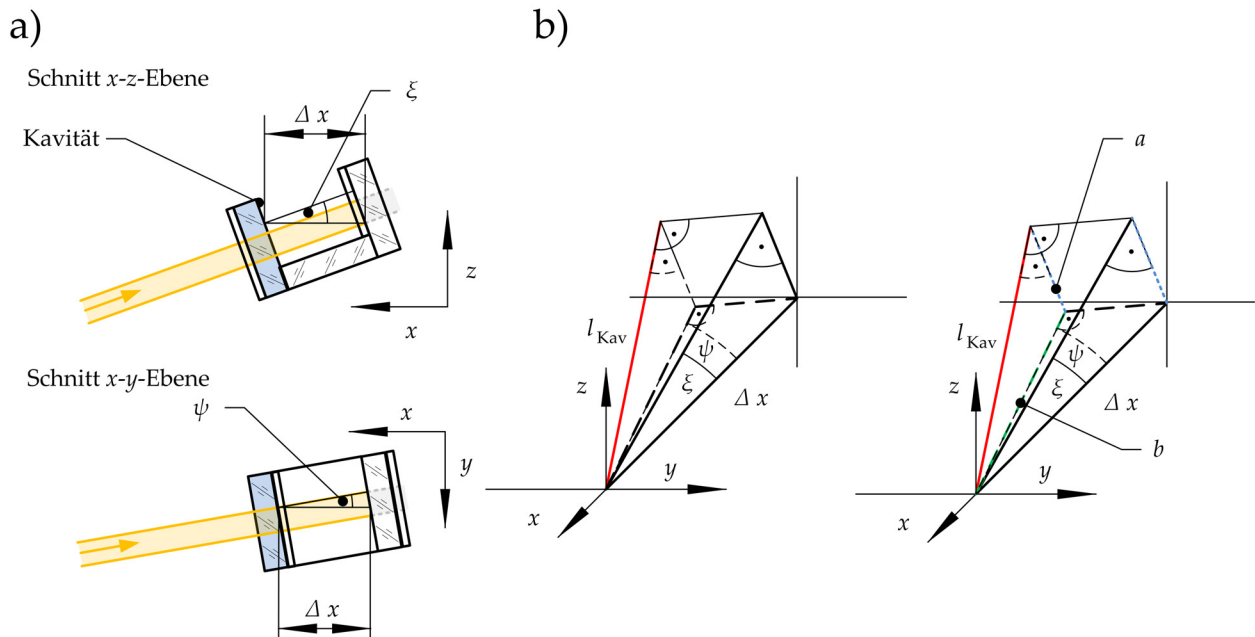 a)
Schnitt x-z-Ebene
ξ
Δ x
Kavität
z
x
Schnitt x-y-Ebene
ψ
x
y
Δ x
b)
l Kav
ψ
ξ
z
Δ x
y
x
a
l Kav
ψ
ξ
z
Δ x
y
b
x